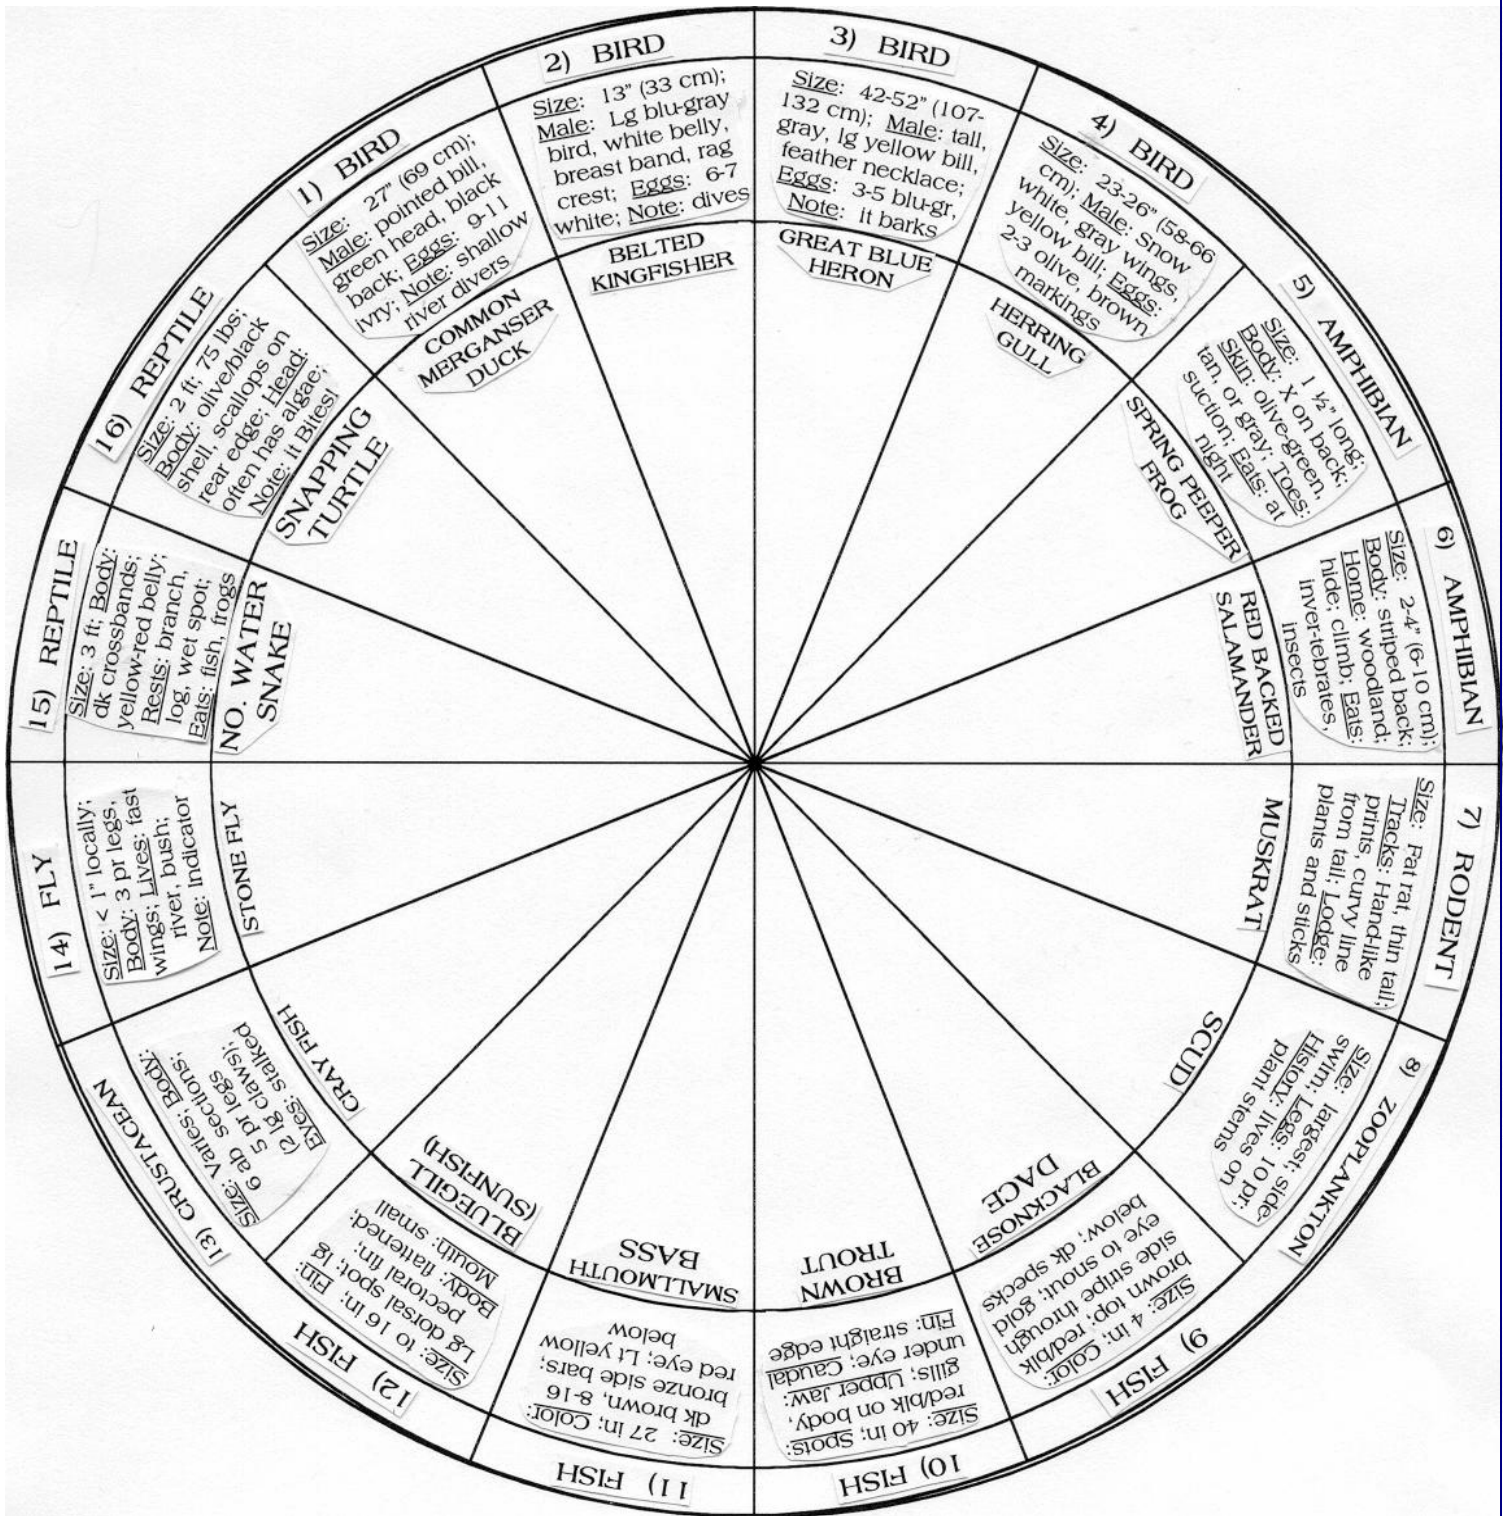 1) BIRD
Size: 27" (69 cm);
Male: pointed bill,
green head, black
back; Eggs: 9-11
ivry; Note: shallow
river divers
COMMON
MERGANSER
DUCK
2) BIRD
Size: 13" (33 cm);
Male: Lg blu-gray
bird, white belly,
breast band, rag
crest; Eggs: 6-7
white; Note: dives
BELTED
KINGFISHER
3) BIRD
Size: 42-52" (107-
132 cm); Male: tall,
gray, lg yellow bill,
feather necklace;
Eggs: 3-5 blu-gr,
Note: it barks
GREAT BLUE
HERON
4) BIRD
Size: 23-26" (58-66
cm); Male: Snow
white, gray wings,
yellow bill; Eggs:
2-3 olive, brown
markings
HERRING
GULL
5) AMPHIBIAN
Size: 1 ½" long;
Body: X on back;
Skin: olive-green,
tan, or gray; Toes:
suction; Eats: at
night
SPRING PEEPER
FROG
6) AMPHIBIAN
Size: 2-4" (6-10 cm);
Body: striped back;
Home: woodland;
hide; climb; Eats:
inver-tebrates,
insects
RED BACKED
SALAMANDER
7) RODENT
Size: Fat rat, thin tail;
Tracks: Hand-like
prints, curvy line
from tail; Lodge:
plants and sticks
MUSKRAT
8) ZOOPLANKTON
Size: largest; side-
swim; Legs: 10 pr;
History: lives on
plant stems
SCUD
9) FISH
Size: 4 in; Color:
brown top; red/blk
side stripe through
eye to snout; gold
below; dk specks
BLACKNOSE
DACE
10) FISH
Size: 40 in; Spots:
red/blk on body,
gills; Upper Jaw:
under eye; Caudal
Fin: straight edge
BROWN
TROUT
11) FISH
Size: 27 in; Color:
dk brown, 8-16
bronze side bars;
red eye; Lt yellow
below
SMALLMOUTH
BASS
12) FISH
Size: to 16 in; Fin:
Lg dorsal spot; lg
pectoral fin;
Body: flattened;
Mouth: small
BLUEGILL
(SUNFISH)
13) CRUSTACEAN
Size: Varies; Body:
6 ab sections;
5 pr legs
(2 lg claws);
Eyes: stalked
CRAY FISH
14) FLY
Size: < 1" locally;
Body: 3 pr legs,
wings; Lives: fast
river, bush;
Note: Indicator
STONE FLY
15) REPTILE
Size: 3 ft; Body:
dk crossbands;
yellow-red belly;
Rests: branch,
log, wet spot;
Eats: fish, frogs
NO. WATER
SNAKE
16) REPTILE
Size: 2 ft; 75 lbs;
Body: olive/black
shell, scallops on
rear edge; Head:
often has algae;
Note: it Bites!
SNAPPING
TURTLE